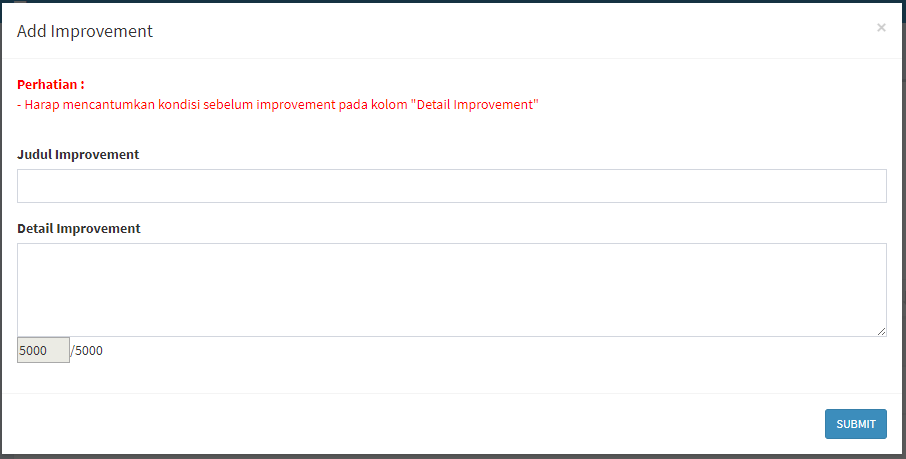 Add Improvement
×
Perhatian :
- Harap mencantumkan kondisi sebelum improvement pada kolom "Detail Improvement"
Judul Improvement
Detail Improvement
5000 /5000
SUBMIT